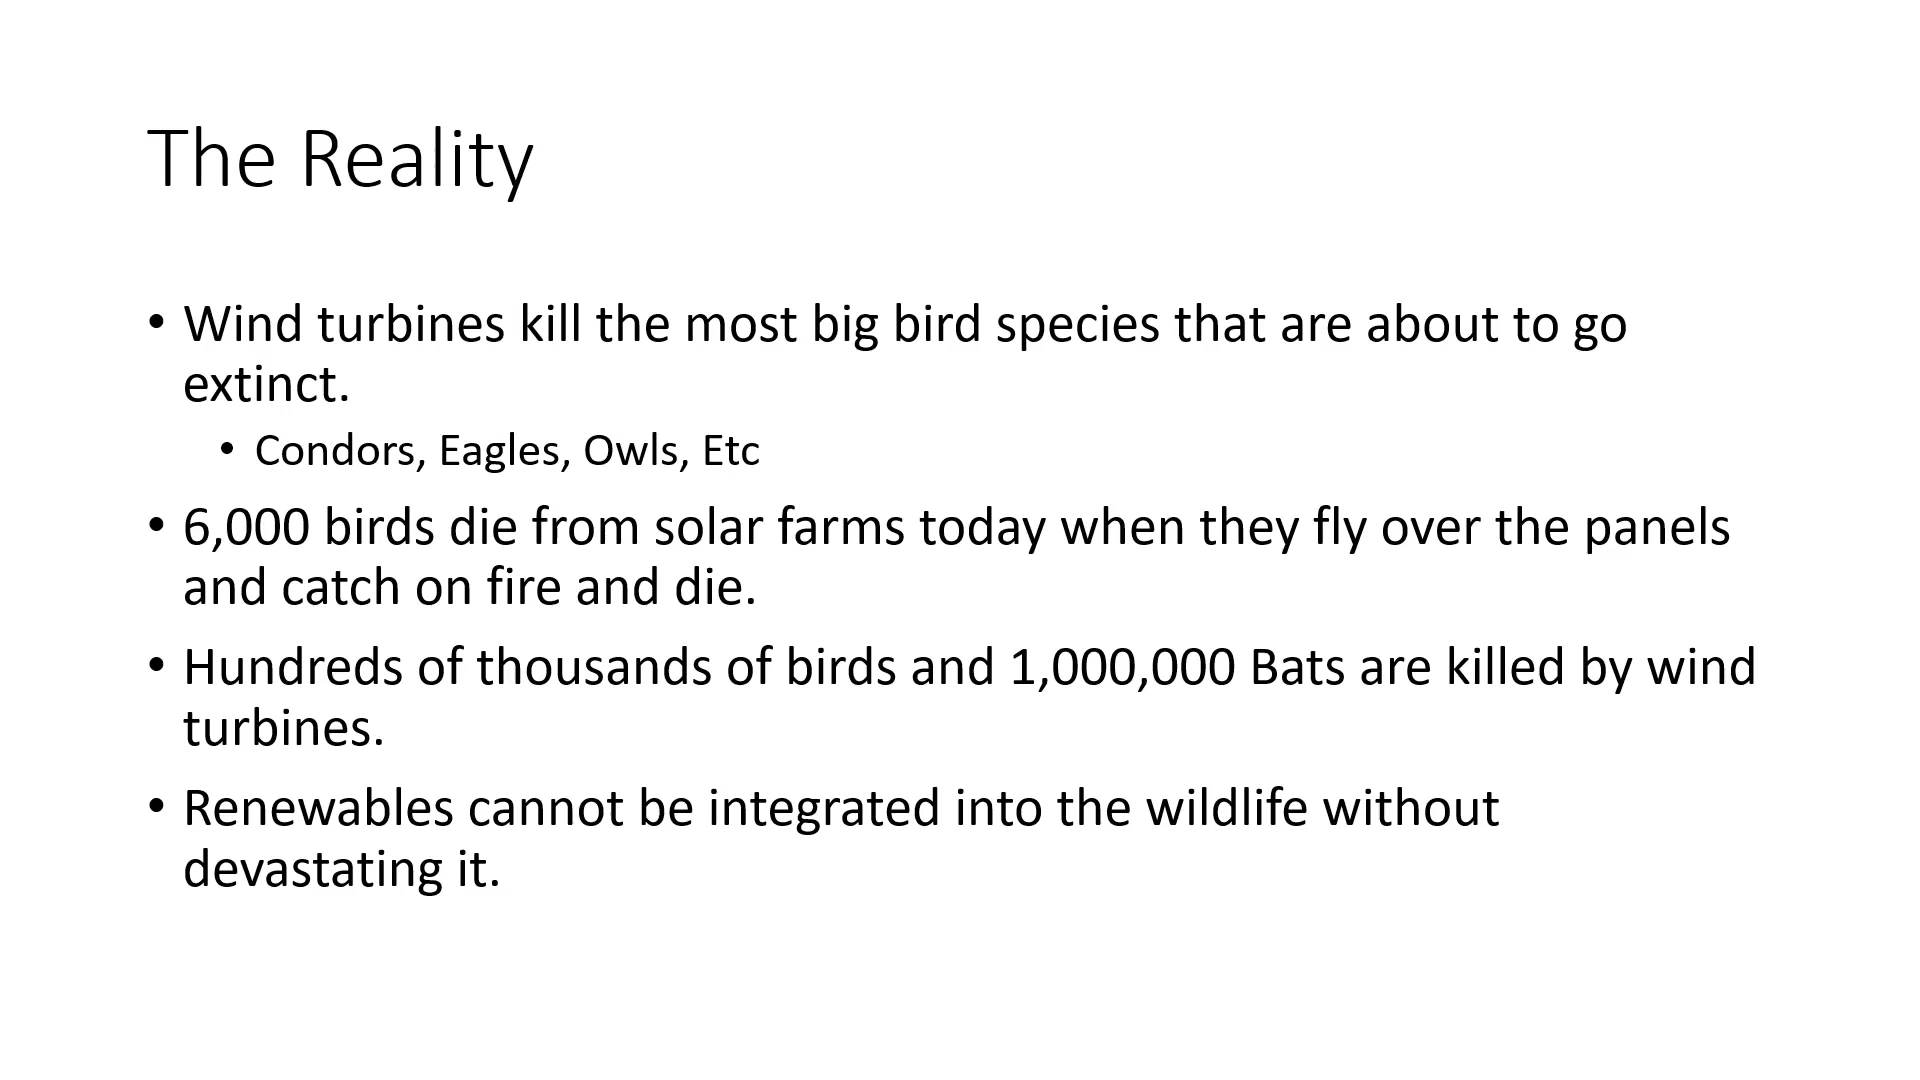 The Reality
• Wind turbines kill the most big bird species that are about to go
extinct.
• Condors, Eagles, Owls, Etc
• 6,000 birds die from solar farms today when they fly over the panels
and catch on fire and die.
• Hundreds of thousands of birds and 1,000,000 Bats are killed by wind
turbines.
• Renewables cannot be integrated into the wildlife without
devastating it.